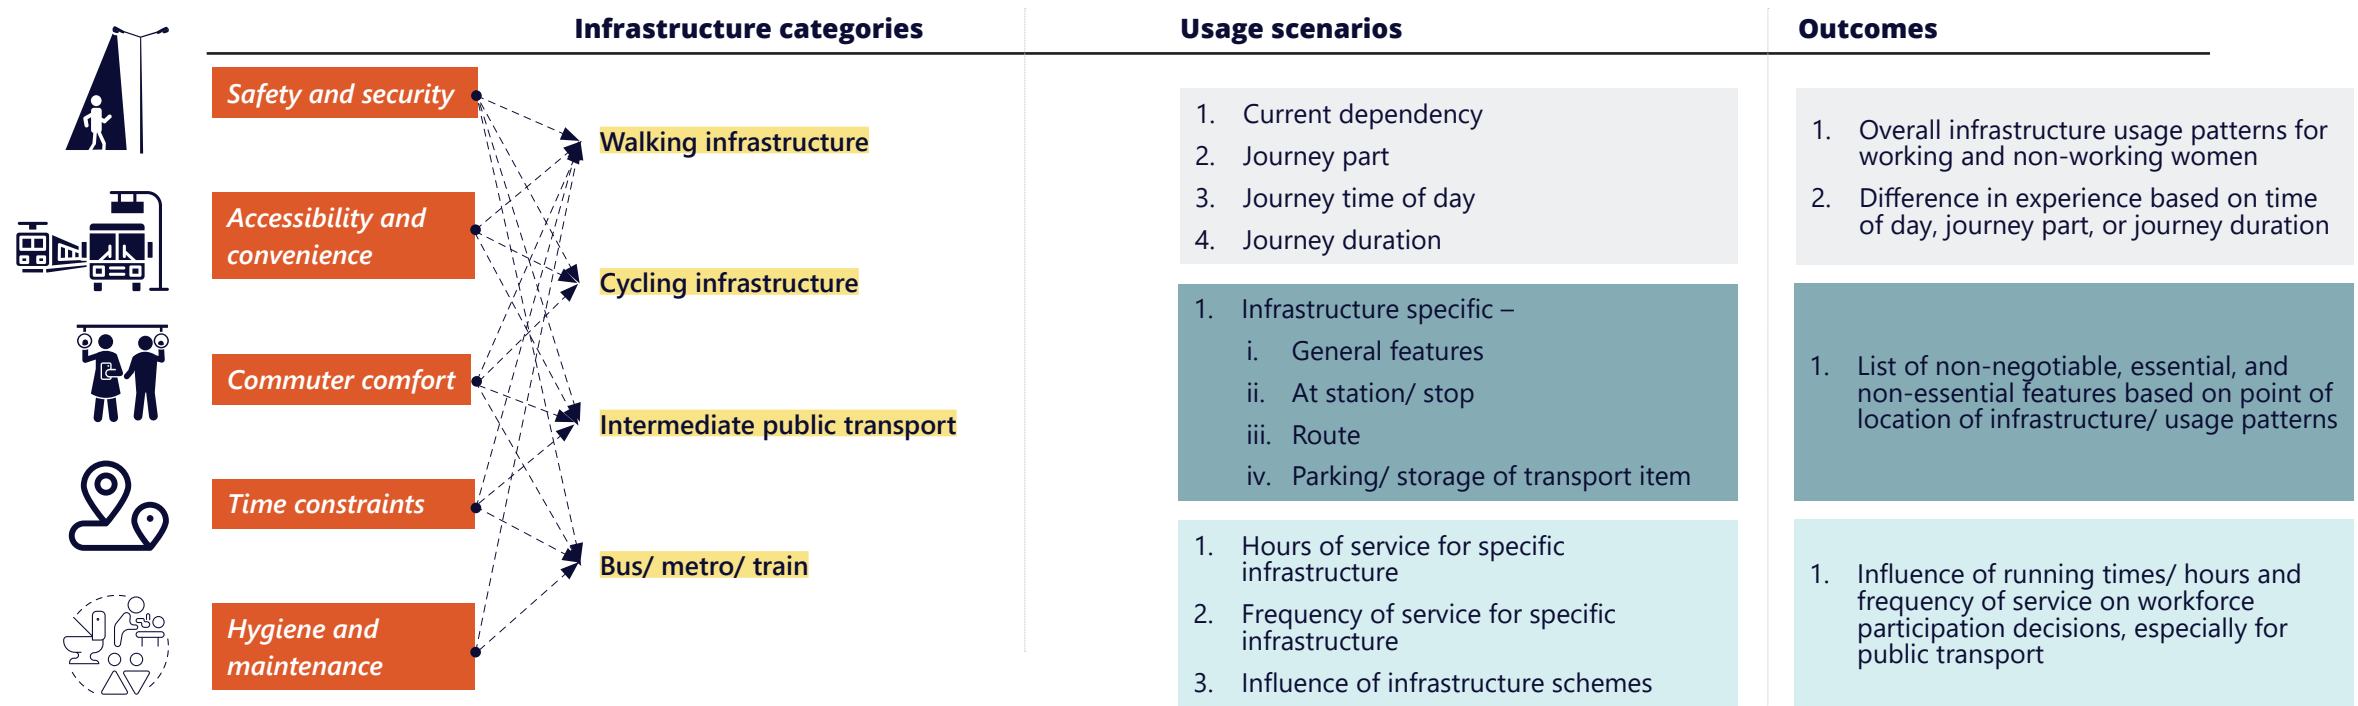 Infrastructure categories
Usage scenarios
Outcomes
Safety and security
Accessibility and
convenience
Commuter comfort
Time constraints
Hygiene and
maintenance
Walking infrastructure
Cycling infrastructure
Intermediate public transport
Bus/ metro/ train
1. Current dependency
2. Journey part
3. Journey time of day
4. Journey duration
1. Infrastructure specific –
i. General features
ii. At station/ stop
iii. Route
iv. Parking/ storage of transport item
1. Hours of service for specific
infrastructure
2. Frequency of service for specific
infrastructure
3. Influence of infrastructure schemes
1. Overall infrastructure usage patterns for
working and non-working women
2. Difference in experience based on time
of day, journey part, or journey duration
1. List of non-negotiable, essential, and
non-essential features based on point of
location of infrastructure/ usage patterns
1. Influence of running times/ hours and
frequency of service on workforce
participation decisions, especially for
public transport